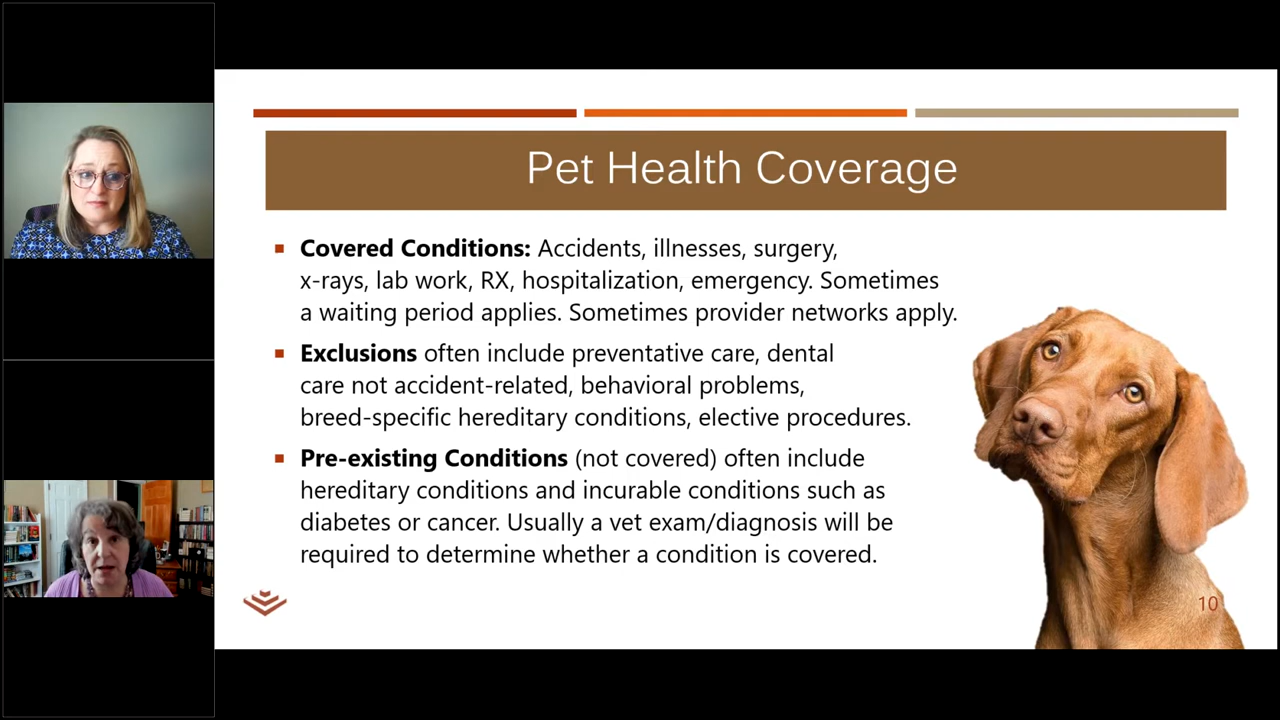 Pet Health Coverage
Covered Conditions: Accidents, illnesses, surgery,
x-rays, lab work, RX, hospitalization, emergency. Sometimes
a waiting period applies. Sometimes provider networks apply.
Exclusions often include preventative care, dental
care not accident-related, behavioral problems,
breed-specific hereditary conditions, elective procedures.
Pre-existing Conditions (not covered) often include
hereditary conditions and incurable conditions such as
diabetes or cancer. Usually a vet exam/diagnosis will be
required to determine whether a condition is covered.
10